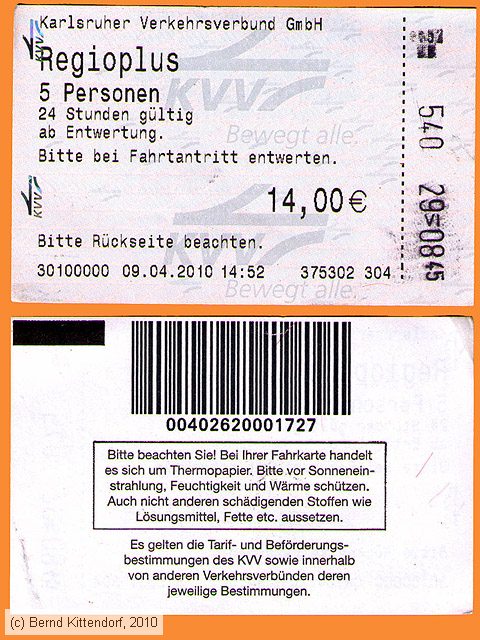 Karlsruher Verkehrsverbund GmbH
KVV
Regioplus
5 Personen
24 Stunden gültig
ab Entwertung.
KVV
Bewegt alle.
Bitte bei Fahrtantritt entwerten.
KVV
14,00€
Bitte Rückseite beachten.
30100000 09.04.2010 14:52 375302 304
Bewegt alle.
540
00402620001727
Bitte beachten Sie! Bei Ihrer Fahrkarte handelt
es sich um Thermopapier. Bitte vor Sonnenein-
strahlung, Feuchtigkeit und Wärme schützen.
Auch nicht anderen schädigenden Stoffen wie
Lösungsmittel, Fette etc. aussetzen.
Es gelten die Tarif- und Beförderungs-
bestimmungen des KVV sowie innerhalb
von anderen Verkehrsverbünden deren
jeweilige Bestimmungen.
(c) Bernd Kittendorf, 2010